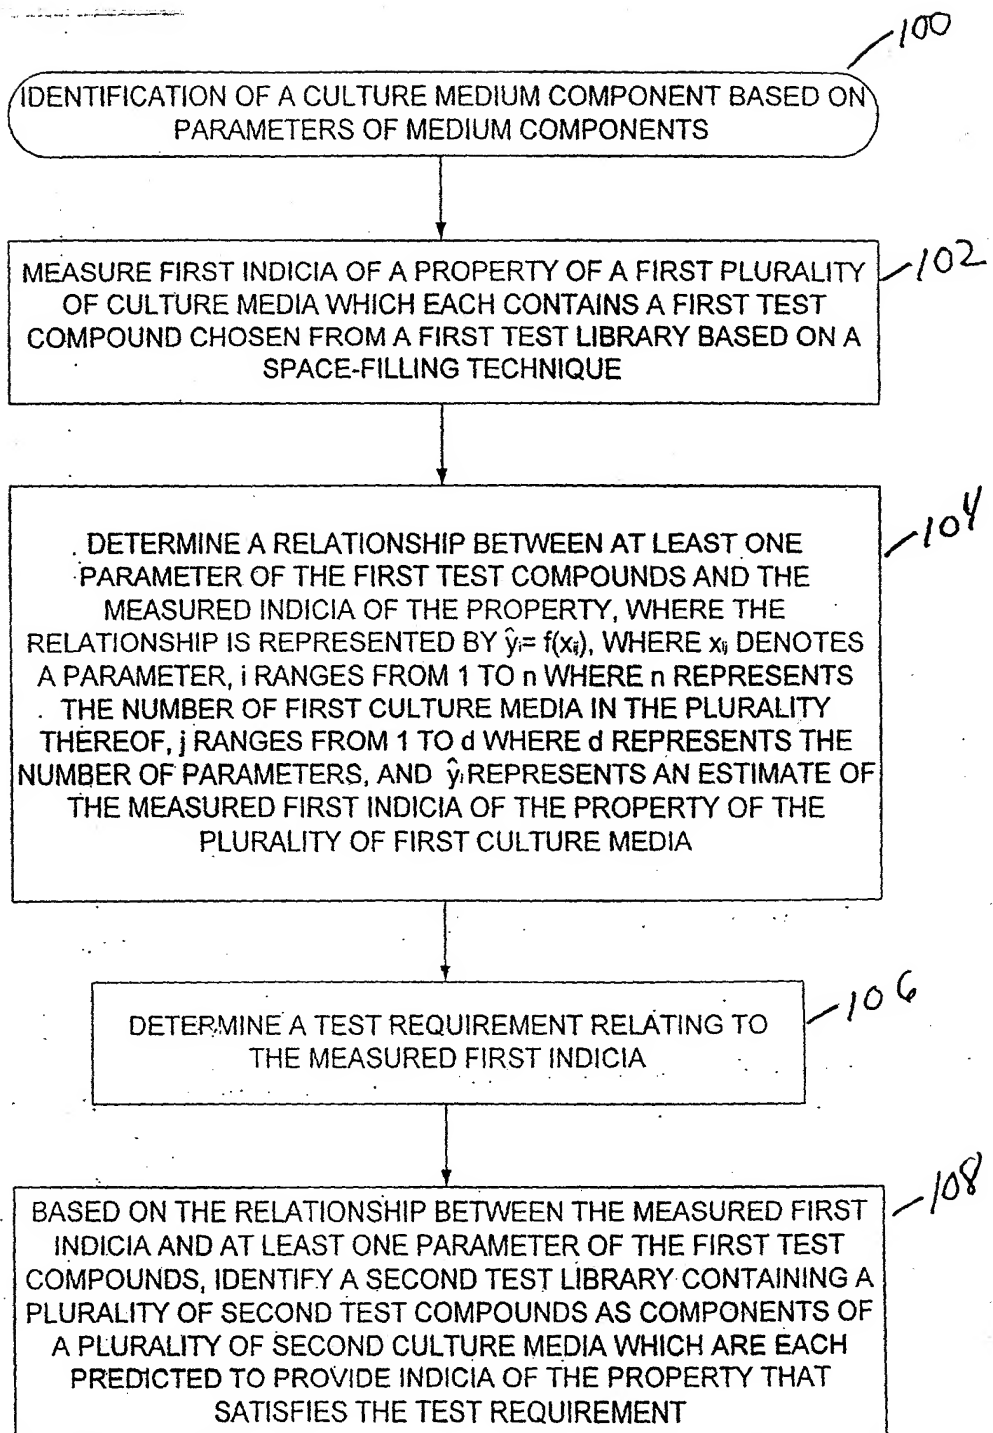 100
IDENTIFICATION OF A CULTURE MEDIUM COMPONENT BASED ON
PARAMETERS OF MEDIUM COMPONENTS
102
MEASURE FIRST INDICIA OF A PROPERTY OF A FIRST PLURALITY
OF CULTURE MEDIA WHICH EACH CONTAINS A FIRST TEST
COMPOUND CHOSEN FROM A FIRST TEST LIBRARY BASED ON A
SPACE-FILLING TECHNIQUE
104
DETERMINE A RELATIONSHIP BETWEEN AT LEAST ONE
PARAMETER OF THE FIRST TEST COMPOUNDS AND THE
MEASURED INDICIA OF THE PROPERTY, WHERE THE
RELATIONSHIP IS REPRESENTED BY ŷᵢ= f(xᵢⱼ), WHERE xᵢⱼ DENOTES
A PARAMETER, i RANGES FROM 1 TO n WHERE n REPRESENTS
THE NUMBER OF FIRST CULTURE MEDIA IN THE PLURALITY
THEREOF, j RANGES FROM 1 TO d WHERE d REPRESENTS THE
NUMBER OF PARAMETERS, AND ŷᵢ REPRESENTS AN ESTIMATE OF
THE MEASURED FIRST INDICIA OF THE PROPERTY OF THE
PLURALITY OF FIRST CULTURE MEDIA
106
DETERMINE A TEST REQUIREMENT RELATING TO
THE MEASURED FIRST INDICIA
108
BASED ON THE RELATIONSHIP BETWEEN THE MEASURED FIRST
INDICIA AND AT LEAST ONE PARAMETER OF THE FIRST TEST
COMPOUNDS, IDENTIFY A SECOND TEST LIBRARY CONTAINING A
PLURALITY OF SECOND TEST COMPOUNDS AS COMPONENTS OF
A PLURALITY OF SECOND CULTURE MEDIA WHICH ARE EACH
PREDICTED TO PROVIDE INDICIA OF THE PROPERTY THAT
SATISFIES THE TEST REQUIREMENT